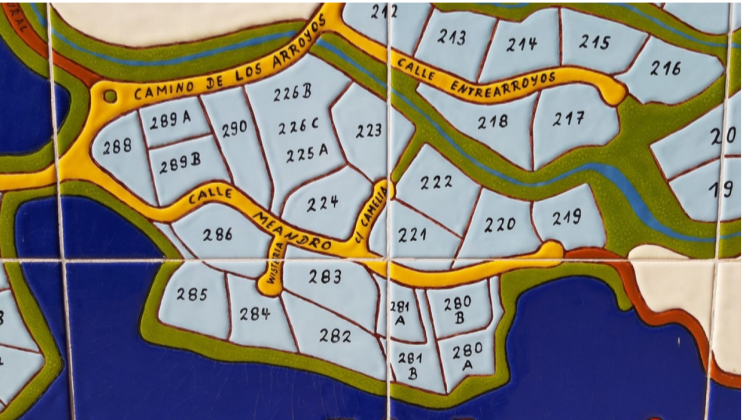 212
213
214
215
216
CAMINO DE LOS ARROYOS
CALLE ENTREARROYOS
226 B
226 C
225 A
223
218
217
289 A
290
288
289 B
20
19
222
224
CALLE MEANDRO
C/ CAMELIA
286
221
220
219
WISTERIA
283
285
284
282
281
A
280
B
281
B
280
A